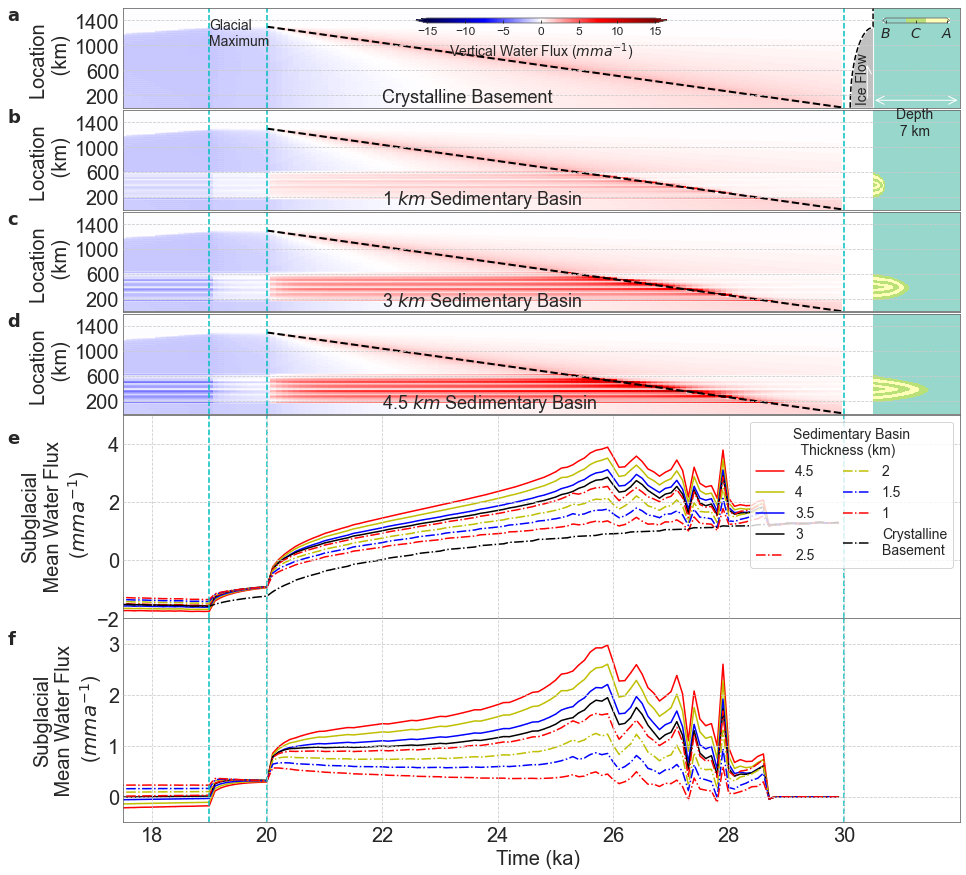 a
1400
1000
600
200
Location
(km)
Glacial
Maximum
−15
−10
−5
0
5
10
15
Vertical Water Flux (mma⁻¹)
Crystalline Basement
Ice Flow
B C A
Depth
7 km
b
1400
1000
600
200
Location
(km)
1 km Sedimentary Basin
c
1400
1000
600
200
Location
(km)
3 km Sedimentary Basin
d
1400
1000
600
200
Location
(km)
4.5 km Sedimentary Basin
e
4
2
0
−2
Subglacial
Mean Water Flux
(mma⁻¹)
Sedimentary Basin
Thickness (km)
4.5
4
3.5
3
2.5
2
1.5
1
Crystalline
Basement
f
3
2
1
0
Subglacial
Mean Water Flux
(mma⁻¹)
18
20
22
24
26
28
30
Time (ka)